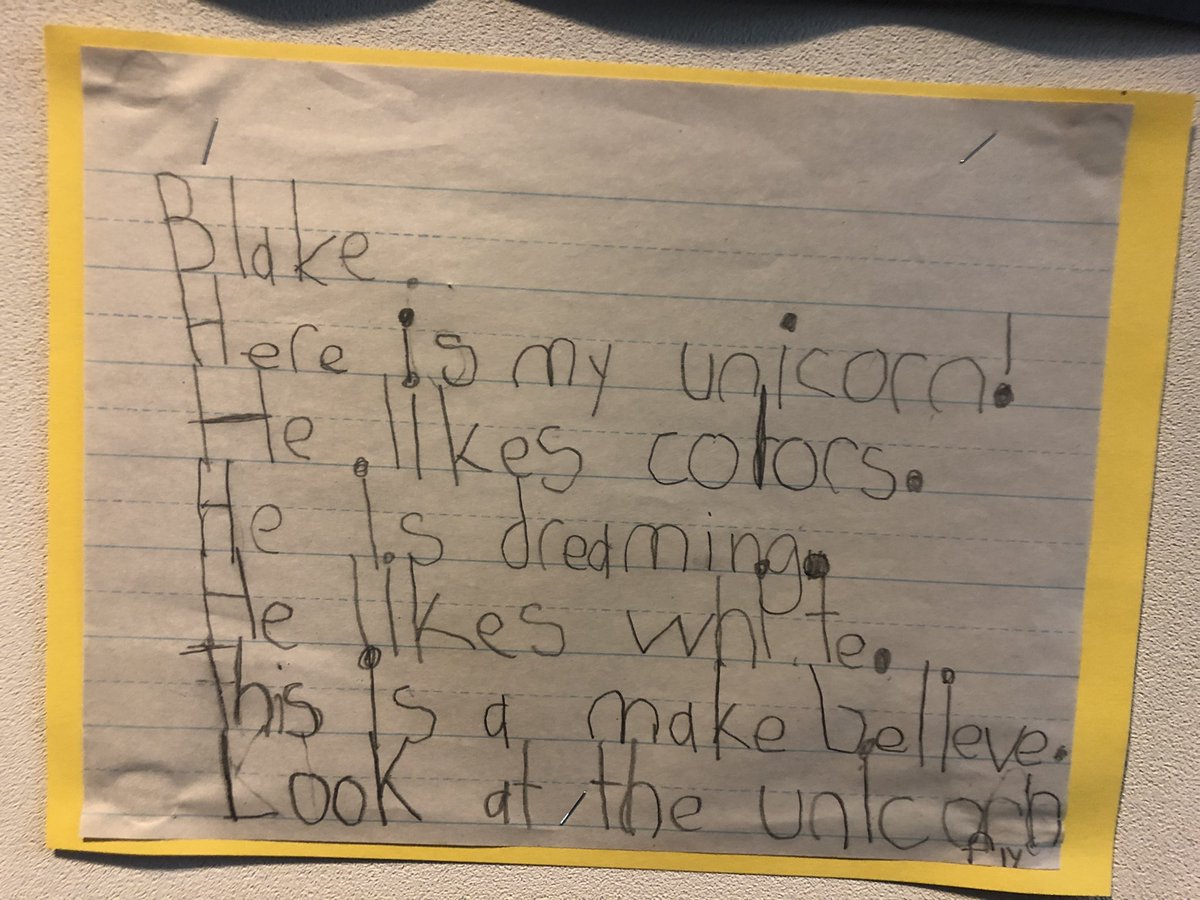 Blake.
Here is my unicorn!
He likes colors.
He is dreaming.
He likes white.
this is a make believe.
Look at the unicorn